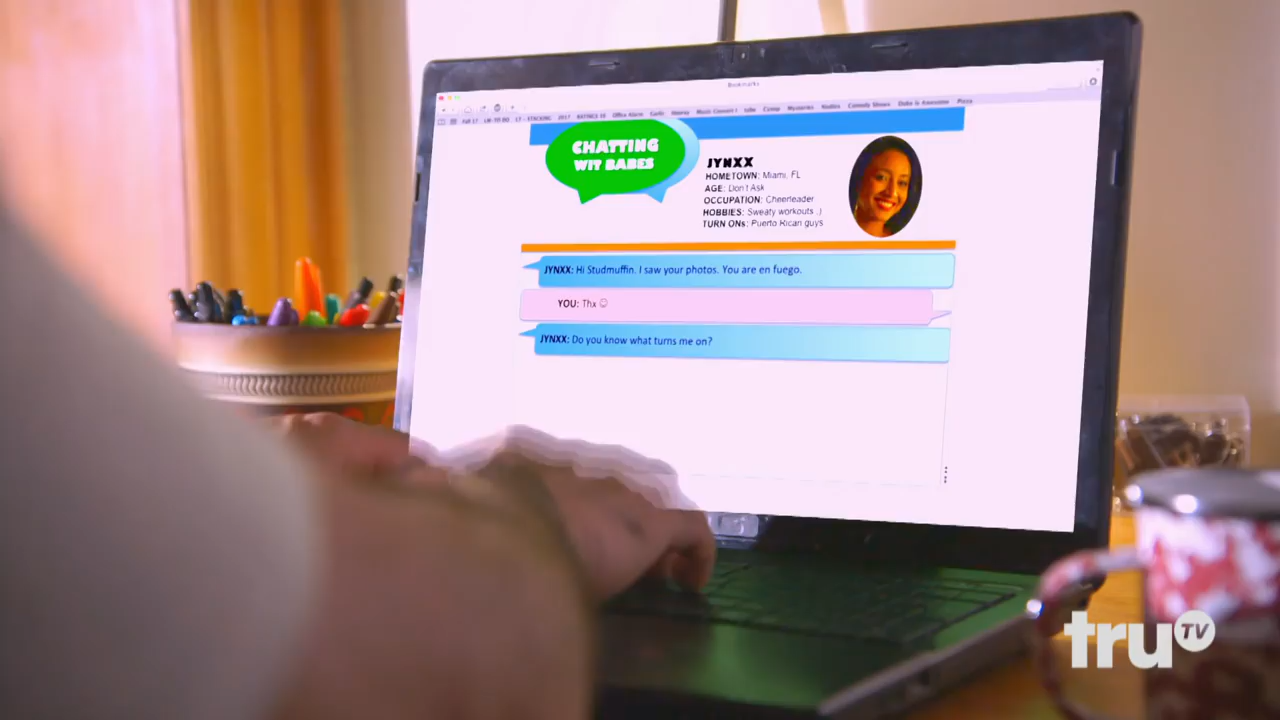 Bookmarks
CHATTING
WIT BABES
JYNXX
HOMETOWN: Miami, FL
AGE: Don't Ask
OCCUPATION: Cheerleader
HOBBIES: Sweaty workouts ;)
TURN ONs: Puerto Rican guys
JYNXX: Hi Studmuffin. I saw your photos. You are en fuego.
YOU: Thx ☺
JYNXX: Do you know what turns me on?
truTV